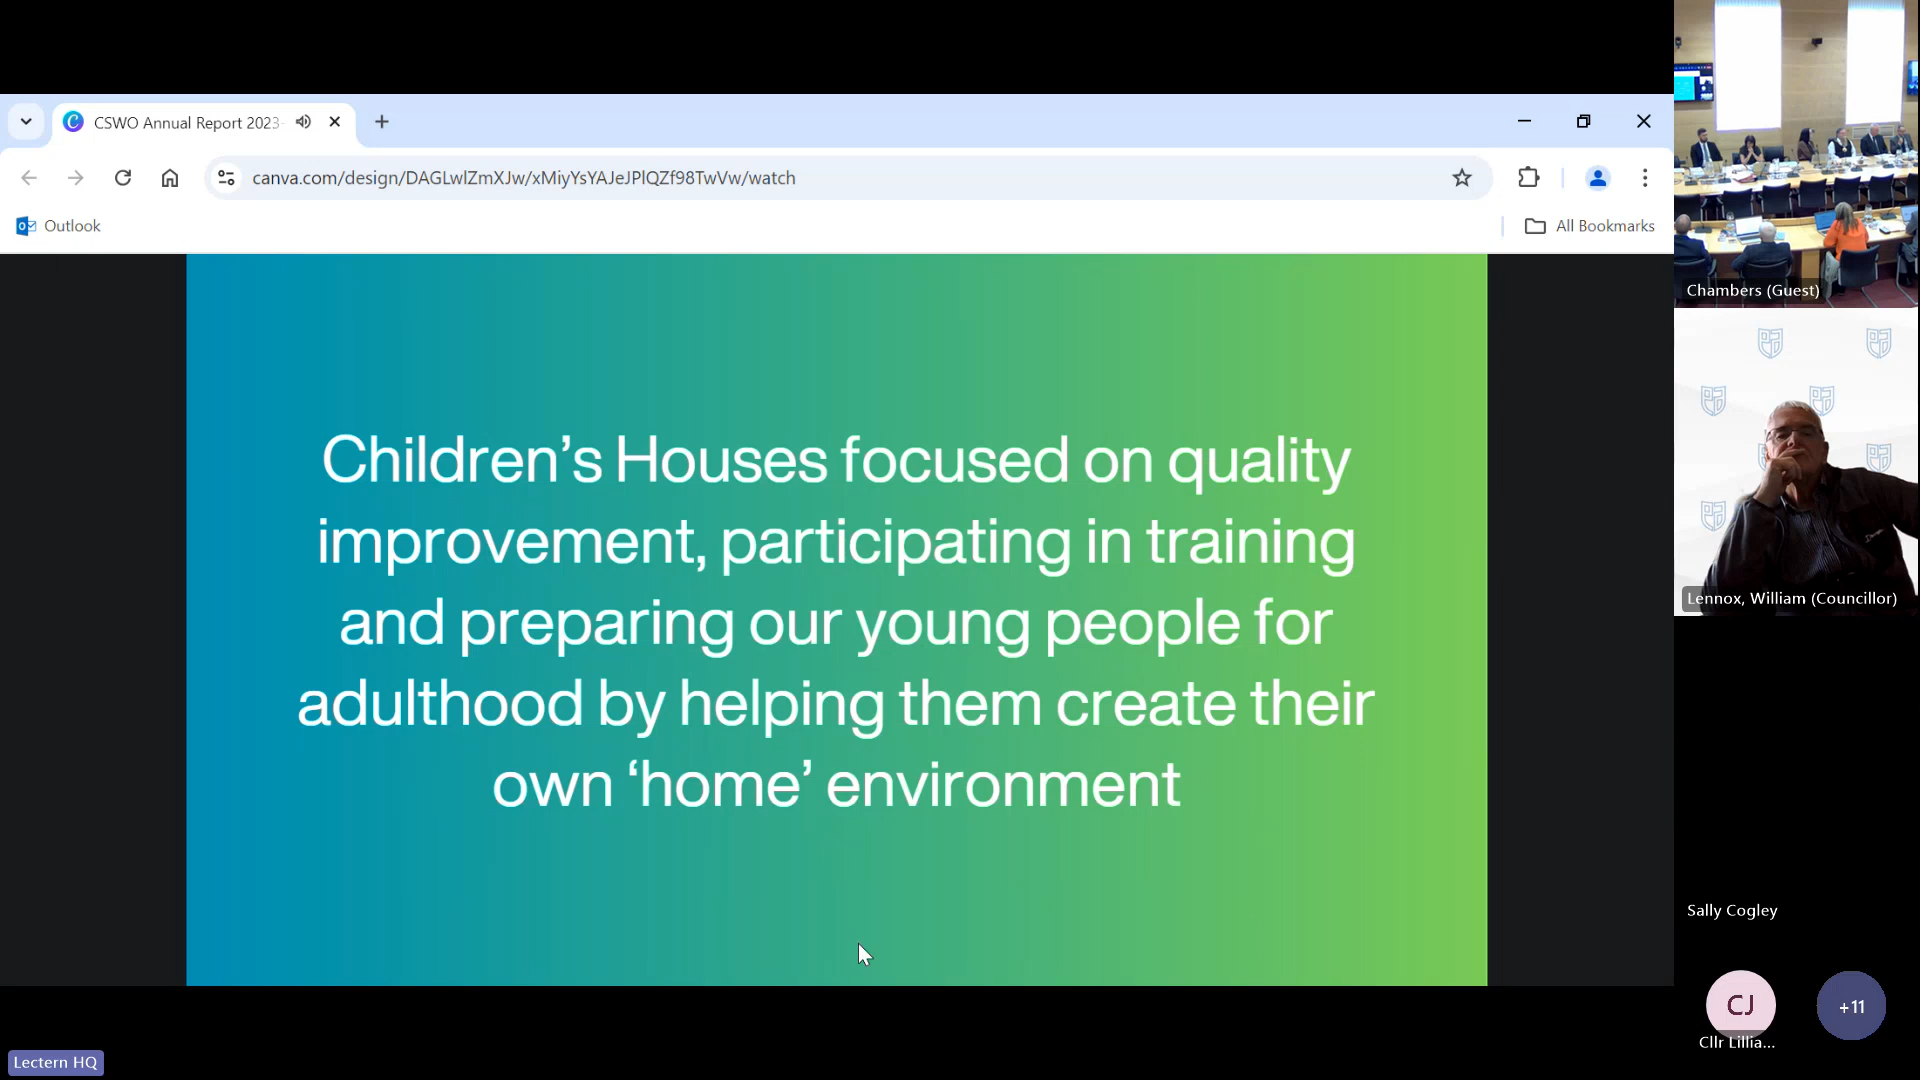 CSWO Annual Report 2023-
canva.com/design/DAGLwlZmXJw/xMiyYsYAJeJPlQZf98TwVw/watch
Outlook
All Bookmarks
Children’s Houses focused on quality
improvement, participating in training
and preparing our young people for
adulthood by helping them create their
own ‘home’ environment
Chambers (Guest)
Lennox, William (Councillor)
Sally Cogley
CJ
+11
Cllr Lillia...
Lectern HQ